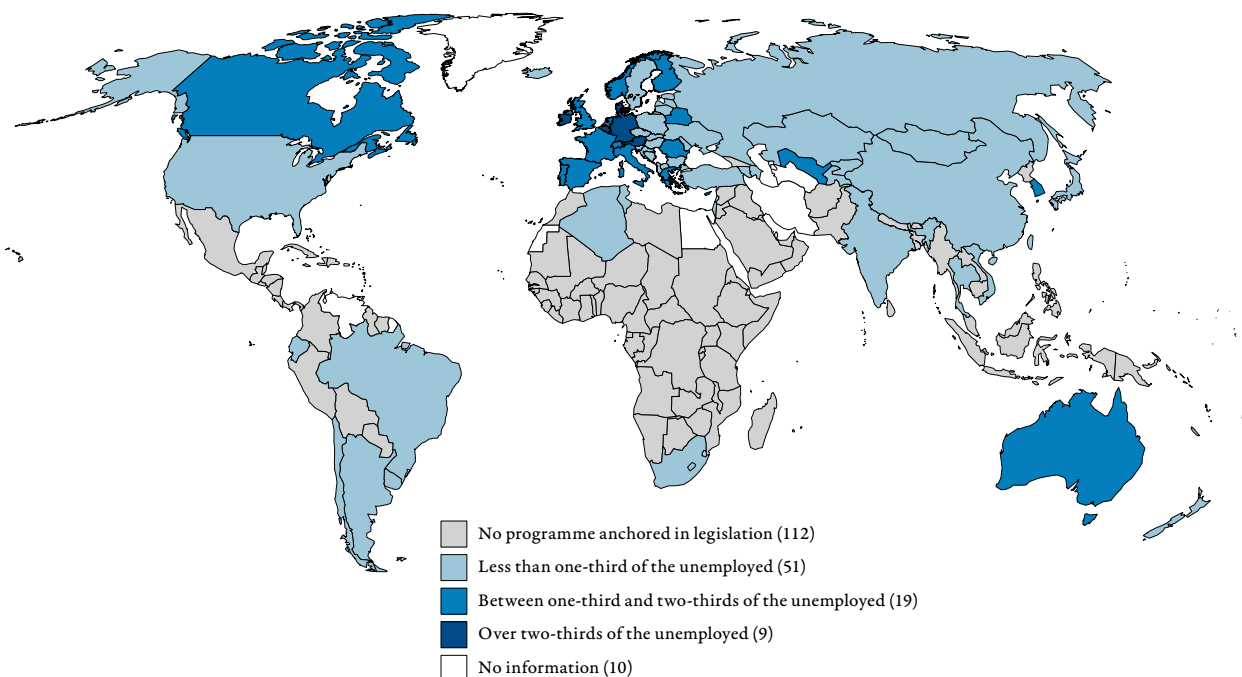 No programme anchored in legislation (112)
Less than one-third of the unemployed (51)
Between one-third and two-thirds of the unemployed (19)
Over two-thirds of the unemployed (9)
No information (10)